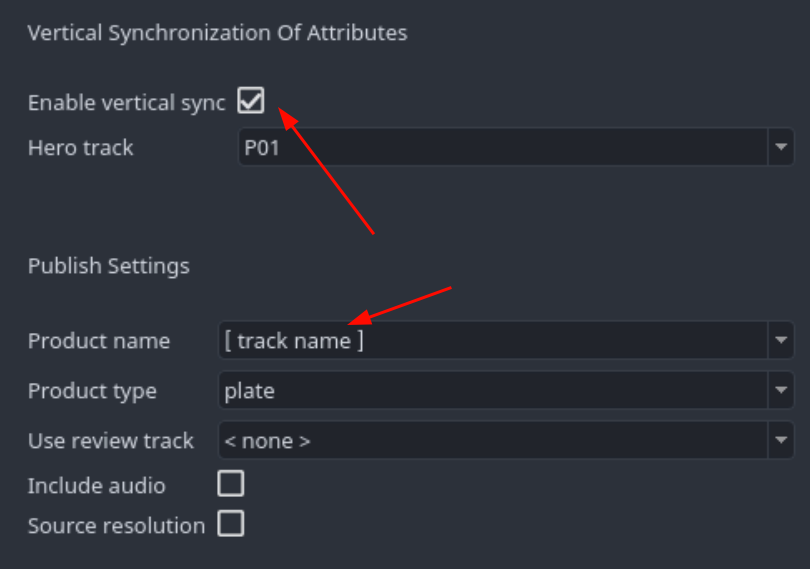 Vertical Synchronization Of Attributes
Enable vertical sync
Hero track P01
Publish Settings
Product name [ track name ]
Product type plate
Use review track < none >
Include audio
Source resolution